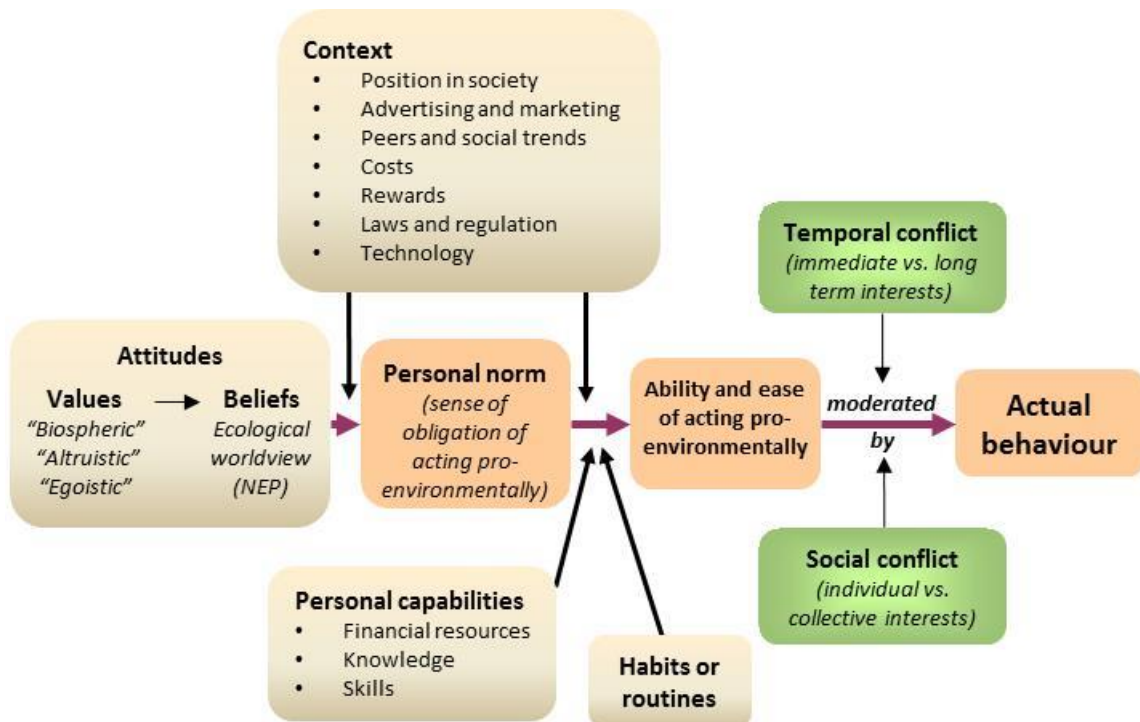 Context
• Position in society
• Advertising and marketing
• Peers and social trends
• Costs
• Rewards
• Laws and regulation
• Technology
Temporal conflict
(immediate vs. long
term interests)
Attitudes
Values
“Biospheric”
“Altruistic”
“Egoistic”
Beliefs
Ecological
worldview
(NEP)
Personal norm
(sense of
obligation of
acting pro-
environmentally)
Ability and ease
of acting pro-
environmentally
moderated
by
Actual
behaviour
Social conflict
(individual vs.
collective interests)
Personal capabilities
• Financial resources
• Knowledge
• Skills
Habits or
routines